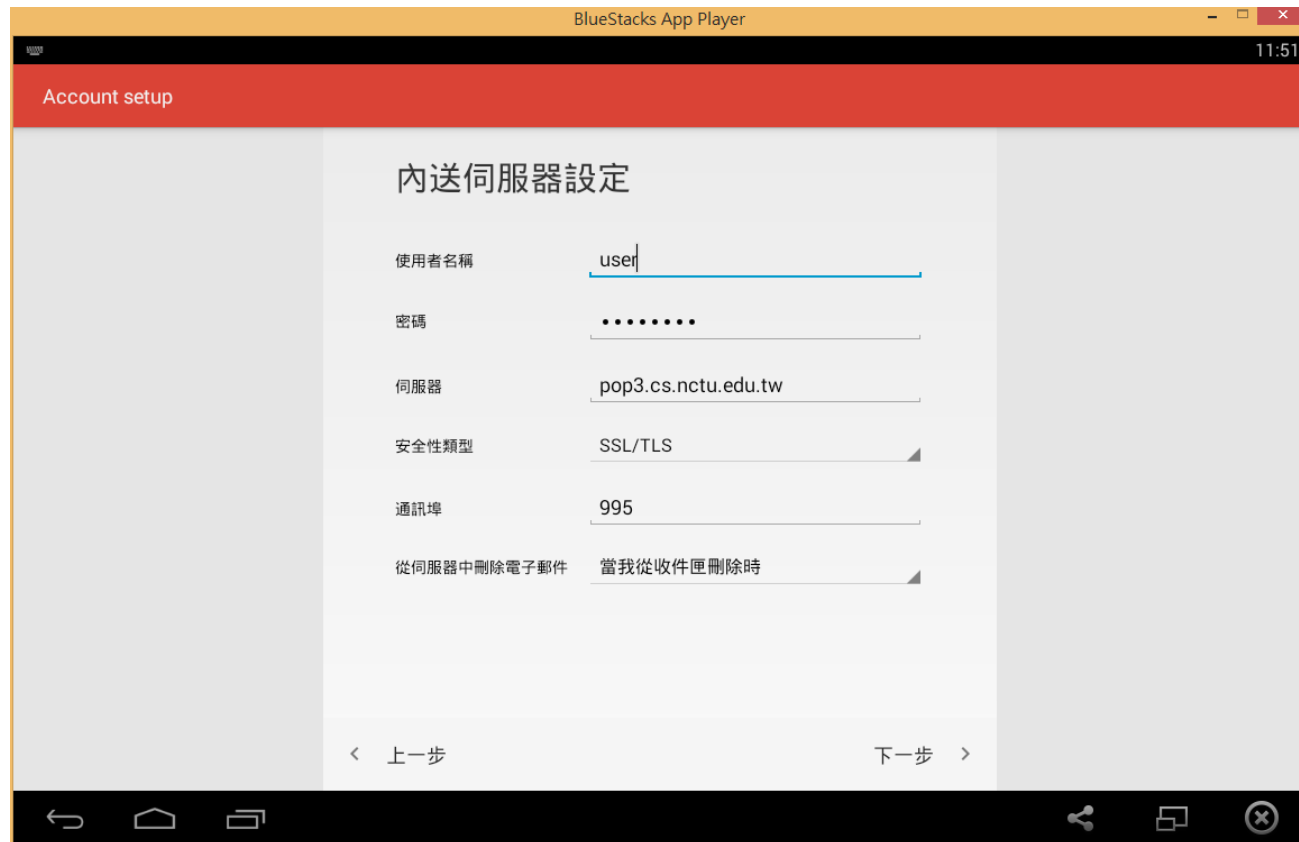 BlueStacks App Player
11:51
Account setup
內送伺服器設定
使用者名稱 user
密碼 ••••••••
伺服器 pop3.cs.nctu.edu.tw
安全性類型 SSL/TLS
通訊埠 995
從伺服器中刪除電子郵件 當我從收件匣刪除時
上一步 下一步